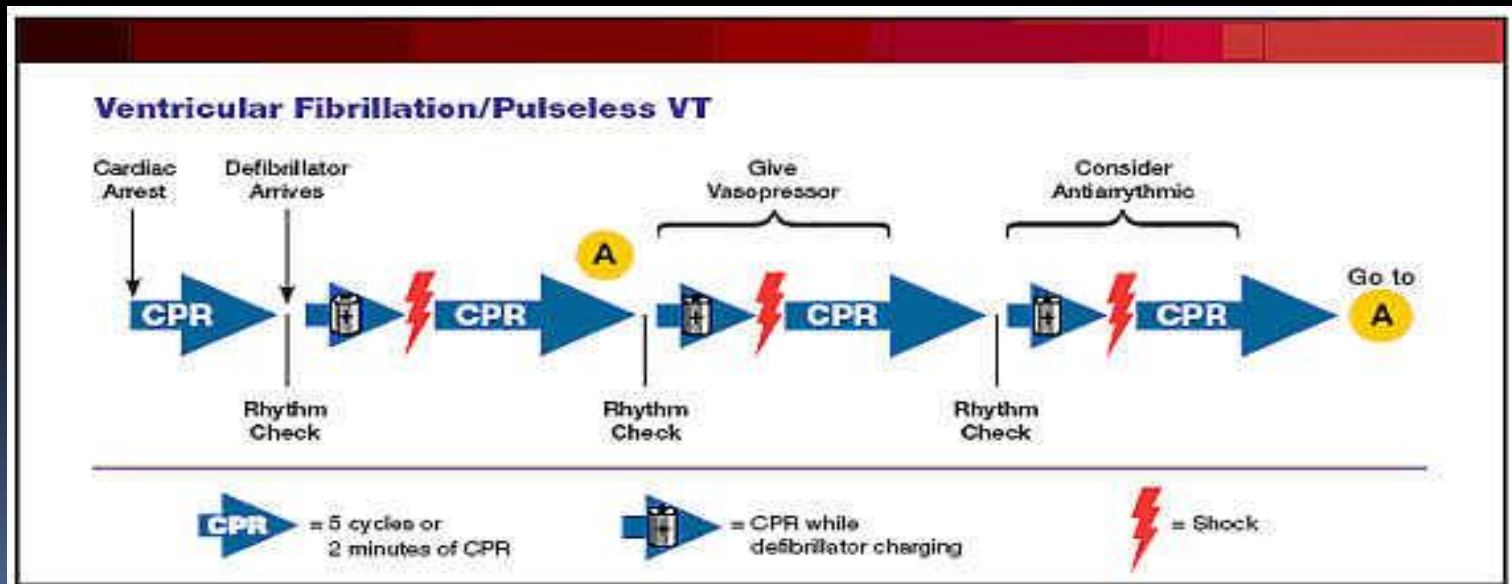 Ventricular Fibrillation/Pulseless VT
Cardiac
Arrest
Defibrillator
Arrives
Give
Vasopressor
Consider
Antiarrythmic
A
Go to
A
CPR
CPR
CPR
CPR
Rhythm
Check
Rhythm
Check
Rhythm
Check
CPR
= 5 cycles or
2 minutes of CPR
= CPR while
defibrillator charging
= Shock